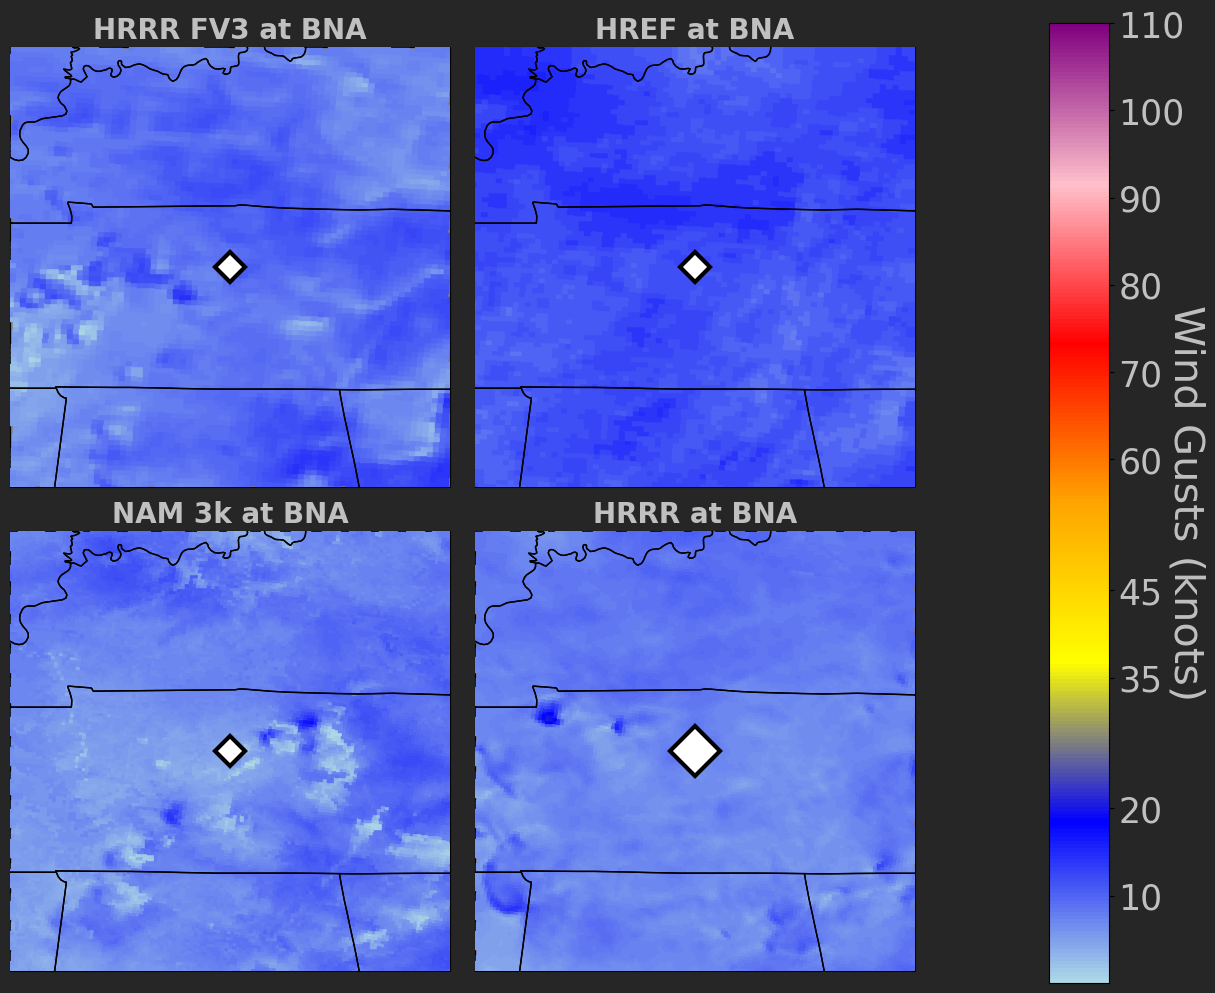 HRRR FV3 at BNA
HREF at BNA
NAM 3k at BNA
HRRR at BNA
110
100
90
80
70
60
45
35
20
10
Wind Gusts (knots)